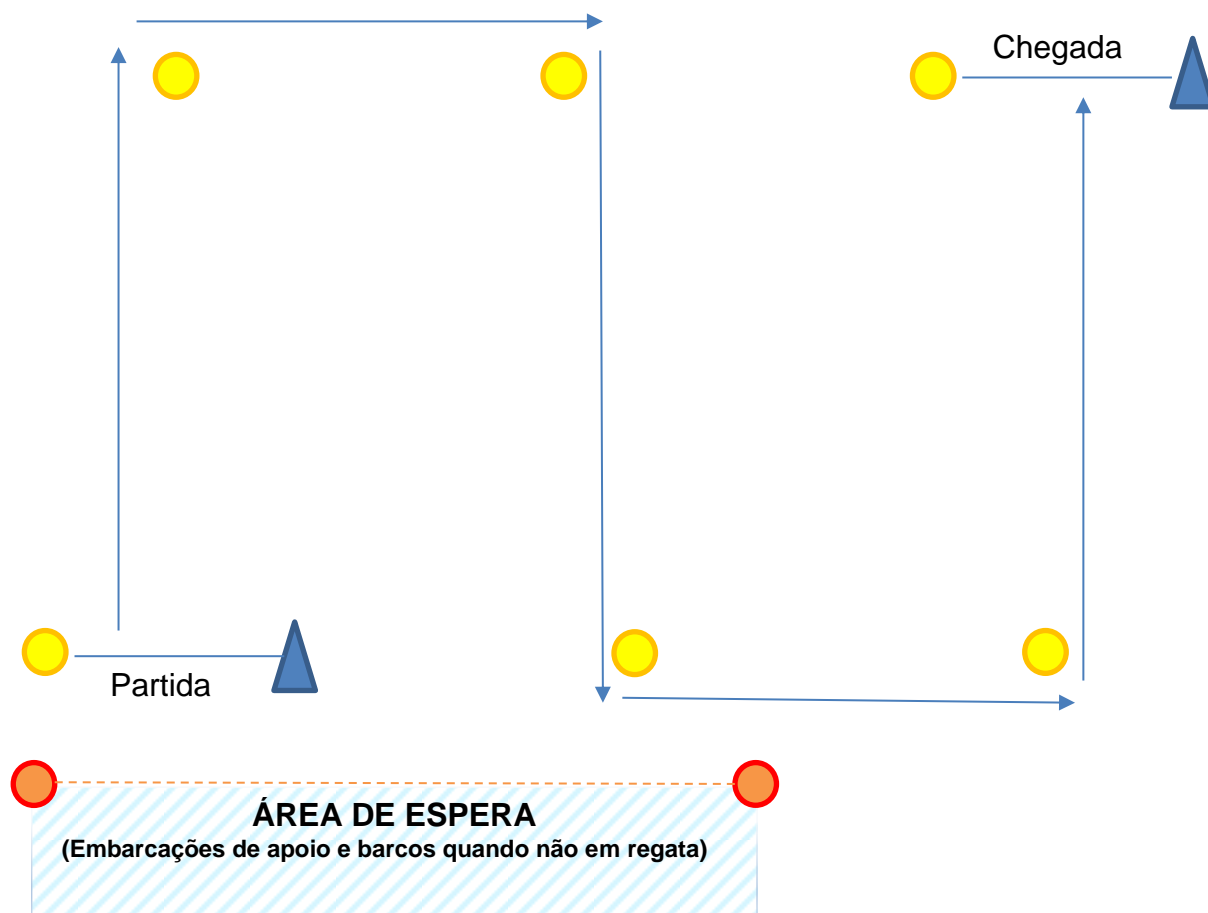 Chegada
Partida
ÁREA DE ESPERA
(Embarcações de apoio e barcos quando não em regata)